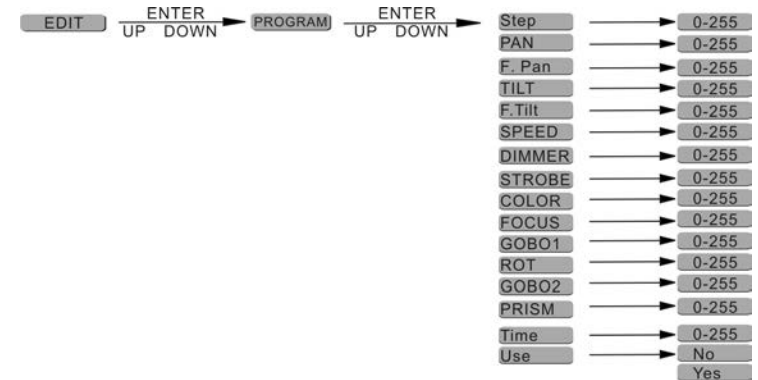 EDIT ENTER UP DOWN PROGRAM ENTER UP DOWN Step 0-255
PAN 0-255
F. Pan 0-255
TILT 0-255
F.Tilt 0-255
SPEED 0-255
DIMMER 0-255
STROBE 0-255
COLOR 0-255
FOCUS 0-255
GOBO1 0-255
ROT 0-255
GOBO2 0-255
PRISM 0-255
Time 0-255
Use No
Yes